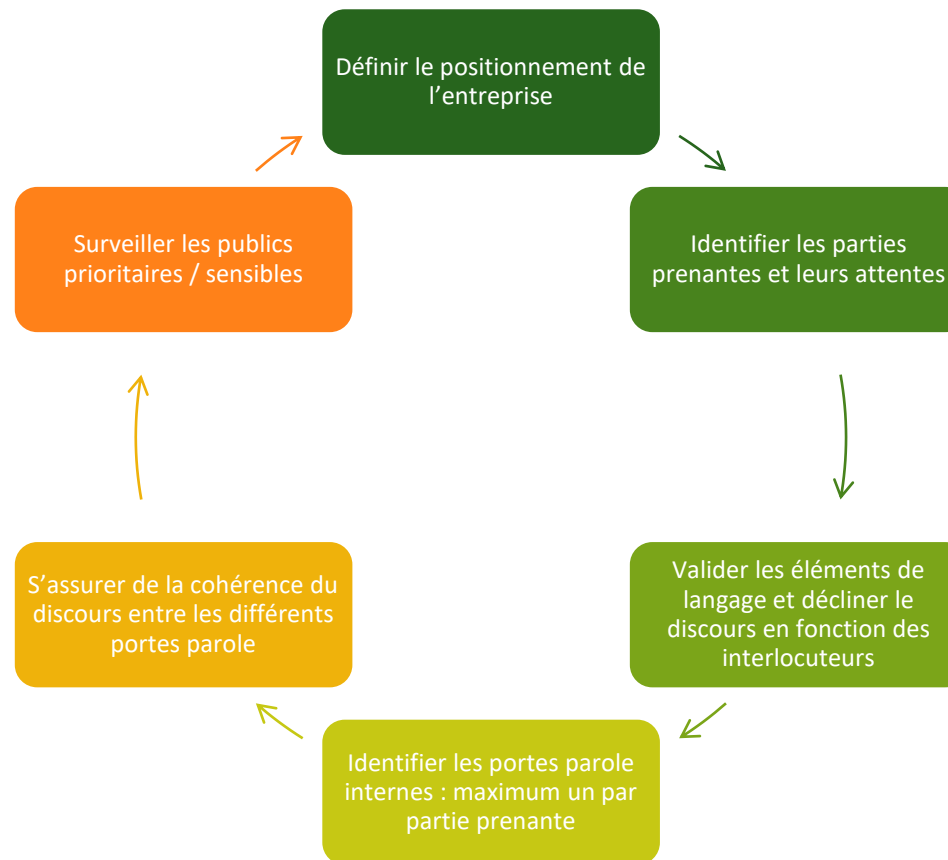 Définir le positionnement de
l’entreprise
Identifier les parties
prenantes et leurs attentes
Valider les éléments de
langage et décliner le
discours en fonction des
interlocuteurs
Identifier les portes parole
internes : maximum un par
partie prenante
S’assurer de la cohérence du
discours entre les différents
portes parole
Surveiller les publics
prioritaires / sensibles